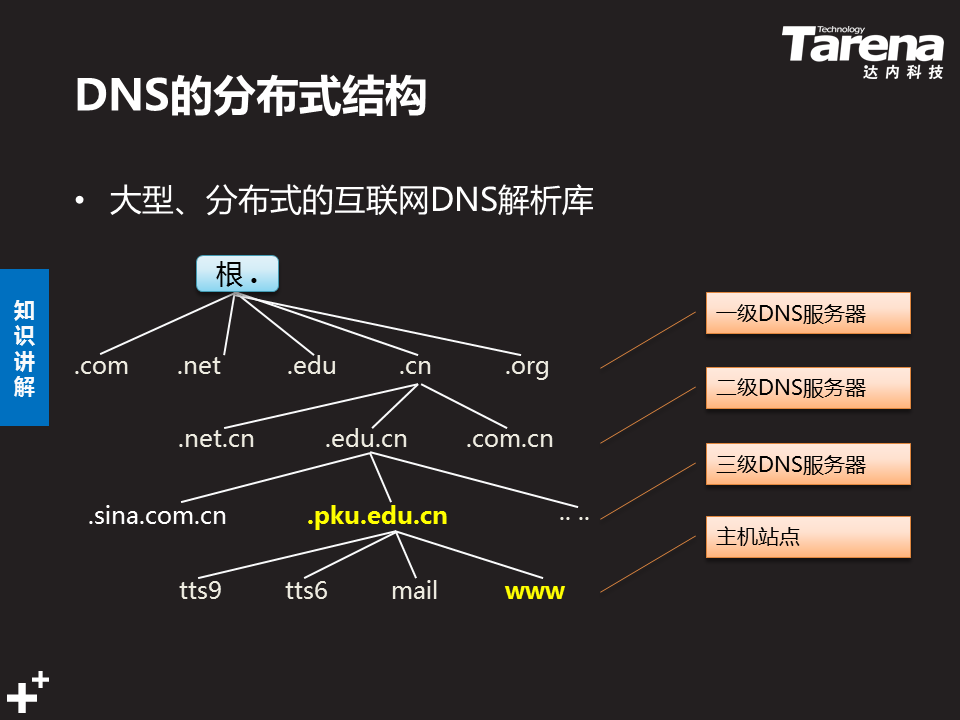 Technology
Tarena
达内科技
DNS的分布式结构
• 大型、分布式的互联网DNS解析库
知识讲解
根 .
一级DNS服务器
.com .net .edu .cn .org
二级DNS服务器
.net.cn .edu.cn .com.cn
三级DNS服务器
.sina.com.cn .pku.edu.cn .. ..
主机站点
tts9 tts6 mail www